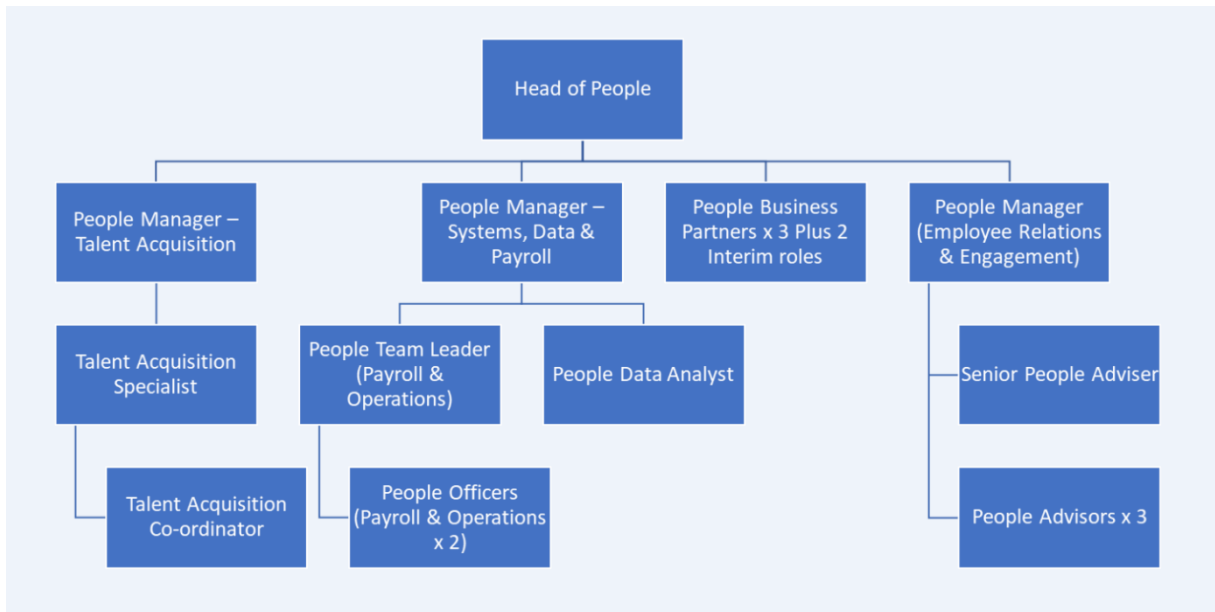 Head of People
People Manager –
Talent Acquisition
People Manager –
Systems, Data &
Payroll
People Business
Partners x 3 Plus 2
Interim roles
People Manager
(Employee Relations
& Engagement)
Talent Acquisition
Specialist
People Team Leader
(Payroll &
Operations)
People Data Analyst
Senior People Adviser
Talent Acquisition
Co-ordinator
People Officers
(Payroll & Operations
x 2)
People Advisors x 3